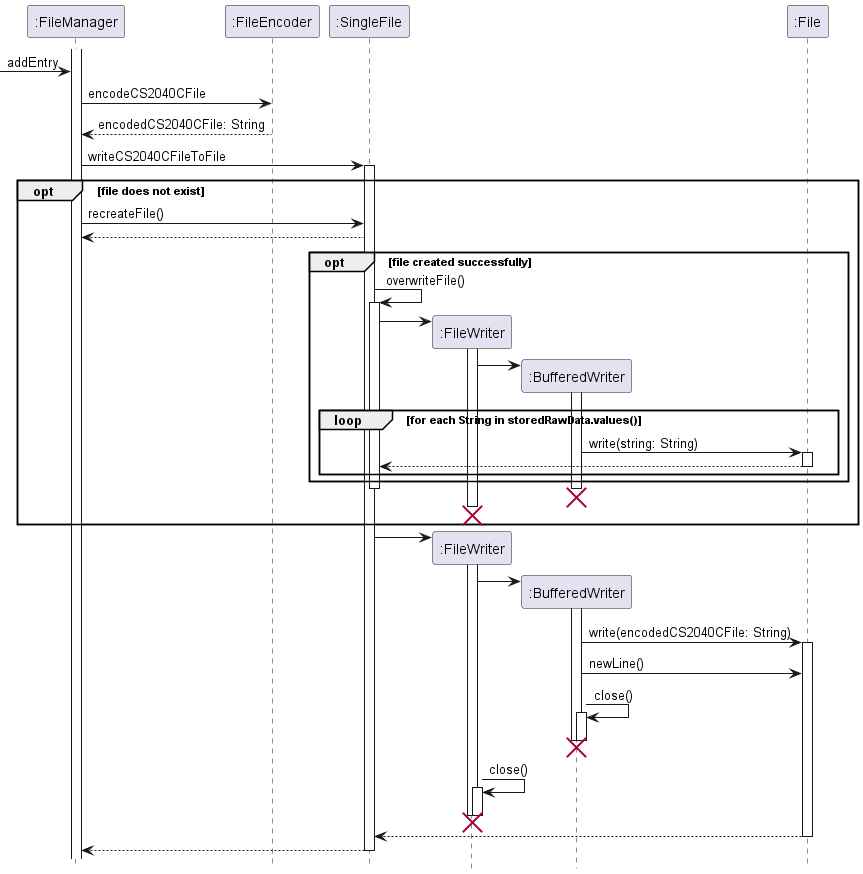 :FileManager :FileEncoder :SingleFile :File
addEntry
encodeCS2040CFile
encodedCS2040CFile: String
writeCS2040CFileToFile
opt [file does not exist]
recreateFile()
opt [file created successfully]
overwriteFile()
:FileWriter
:BufferedWriter
loop [for each String in storedRawData.values()]
write(string: String)
:FileWriter
:BufferedWriter
write(encodedCS2040CFile: String)
newLine()
close()
close()